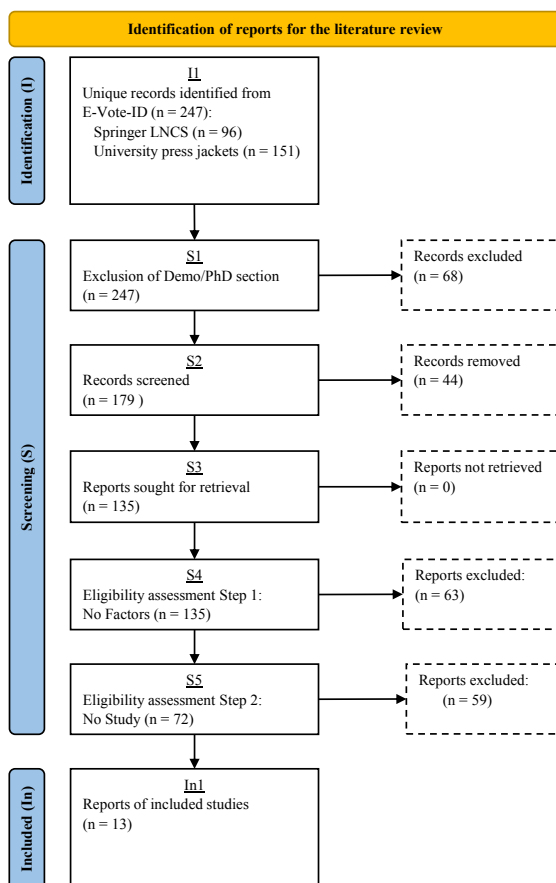 Identification of reports for the literature review
Identification (I)
I1
Unique records identified from
E-Vote-ID (n = 247):
Springer LNCS (n = 96)
University press jackets (n = 151)
Screening (S)
S1
Exclusion of Demo/PhD section
(n = 247)
Records excluded
(n = 68)
S2
Records screened
(n = 179 )
Records removed
(n = 44)
S3
Reports sought for retrieval
(n = 135)
Reports not retrieved
(n = 0)
S4
Eligibility assessment Step 1:
No Factors (n = 135)
Reports excluded:
(n = 63)
S5
Eligibility assessment Step 2:
No Study (n = 72)
Reports excluded:
(n = 59)
Included (In)
In1
Reports of included studies
(n = 13)